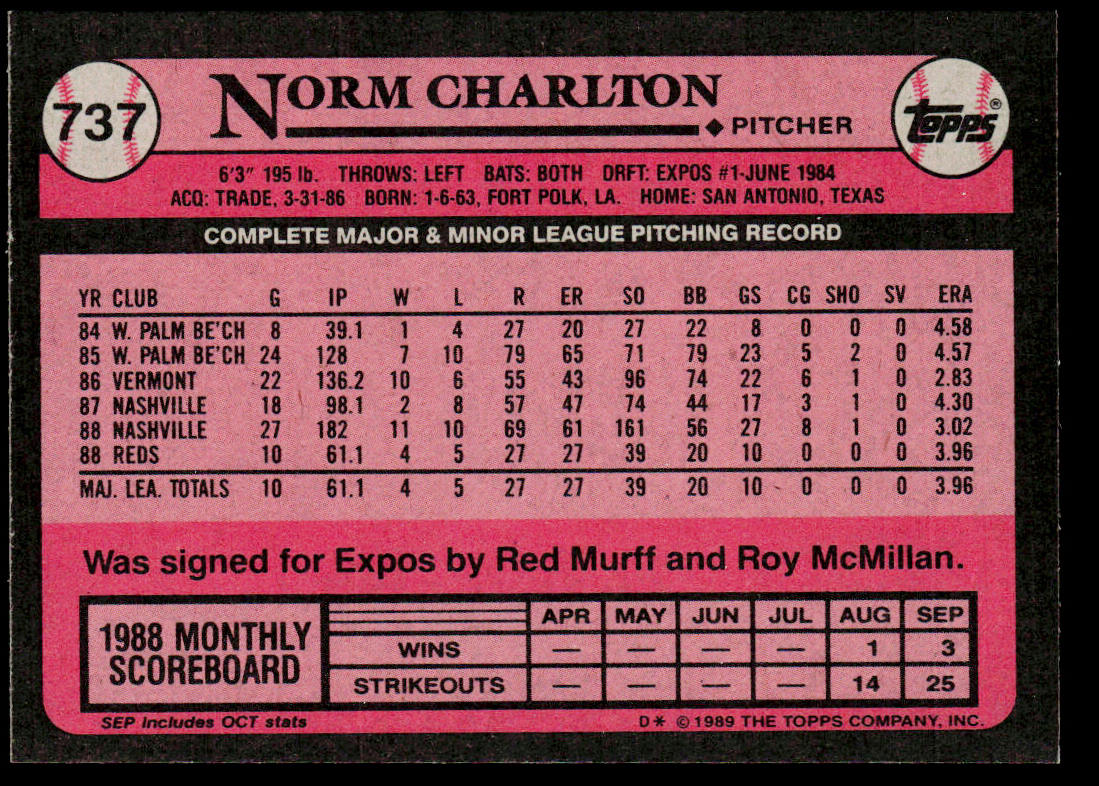 737
NORM CHARLTON
TOPPS®
◆ PITCHER
6'3" 195 lb. THROWS: LEFT BATS: BOTH DRFT: EXPOS #1-JUNE 1984
ACQ: TRADE, 3-31-86 BORN: 1-6-63, FORT POLK, LA. HOME: SAN ANTONIO, TEXAS
COMPLETE MAJOR & MINOR LEAGUE PITCHING RECORD
YR CLUB G IP W L R ER SO BB GS CG SHO SV ERA
84 W. PALM BE'CH 8 39.1 1 4 27 20 27 22 8 0 0 0 4.58
85 W. PALM BE'CH 24 128 7 10 79 65 71 79 23 5 2 0 4.57
86 VERMONT 22 136.2 10 6 55 43 96 74 22 6 1 0 2.83
87 NASHVILLE 18 98.1 2 8 57 47 74 44 17 3 1 0 4.30
88 NASHVILLE 27 182 11 10 69 61 161 56 27 8 1 0 3.02
88 REDS 10 61.1 4 5 27 27 39 20 10 0 0 0 3.96
MAJ. LEA. TOTALS 10 61.1 4 5 27 27 39 20 10 0 0 0 3.96
Was signed for Expos by Red Murff and Roy McMillan.
1988 MONTHLY
SCOREBOARD
APR MAY JUN JUL AUG SEP
WINS — — — — 1 3
STRIKEOUTS — — — — 14 25
SEP Includes OCT stats
D* © 1989 THE TOPPS COMPANY, INC.